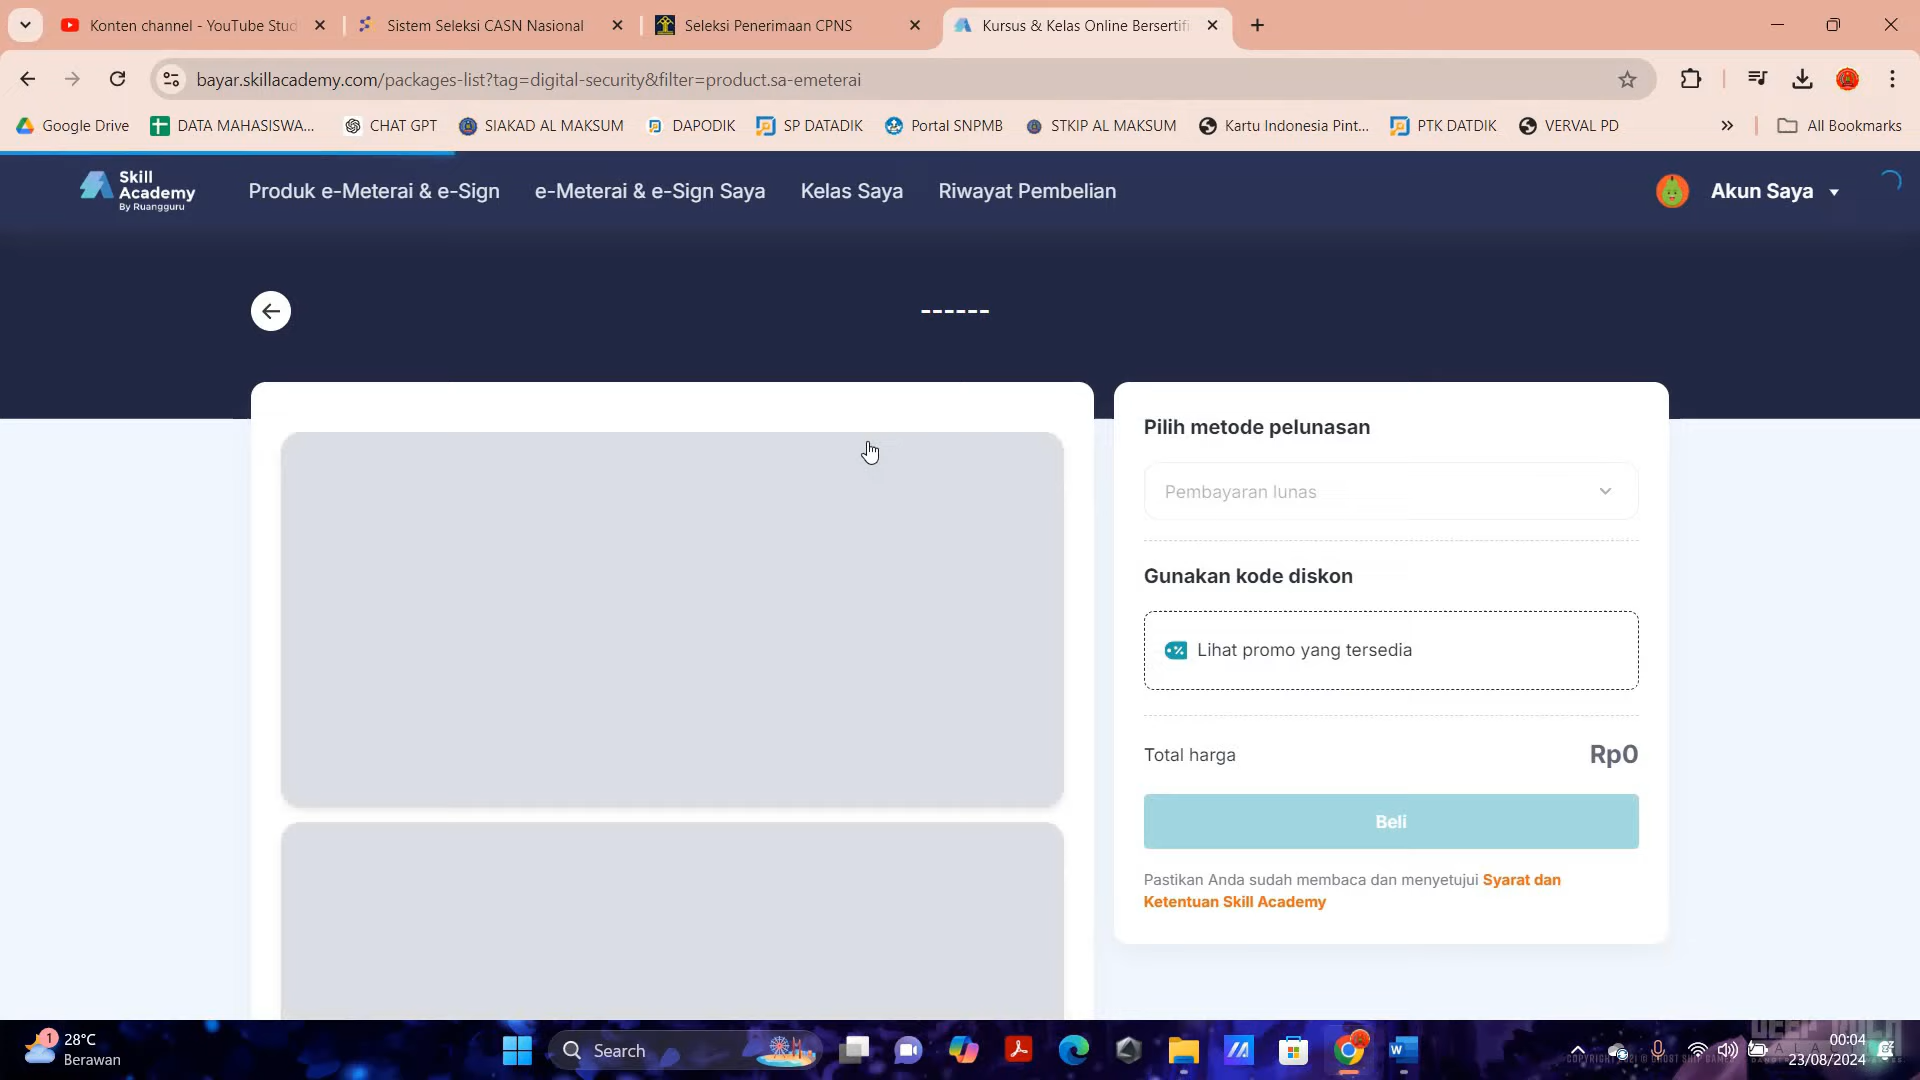 Konten channel - YouTube Stud
Sistem Seleksi CASN Nasional
Seleksi Penerimaan CPNS
Kursus & Kelas Online Bersertifi
bayar.skillacademy.com/packages-list?tag=digital-security&filter=product.sa-emeterai
Google Drive
DATA MAHASISWA...
CHAT GPT
SIAKAD AL MAKSUM
DAPODIK
SP DATADIK
Portal SNPMB
STKIP AL MAKSUM
Kartu Indonesia Pint...
PTK DATDIK
VERVAL PD
All Bookmarks
Skill
Academy
By Ruangguru
Produk e-Meterai & e-Sign
e-Meterai & e-Sign Saya
Kelas Saya
Riwayat Pembelian
Akun Saya
------
Pilih metode pelunasan
Pembayaran lunas
Gunakan kode diskon
Lihat promo yang tersedia
Total harga
Rp0
Beli
Pastikan Anda sudah membaca dan menyetujui Syarat dan
Ketentuan Skill Academy
1
28°C
Berawan
Search
00:04
23/08/2024